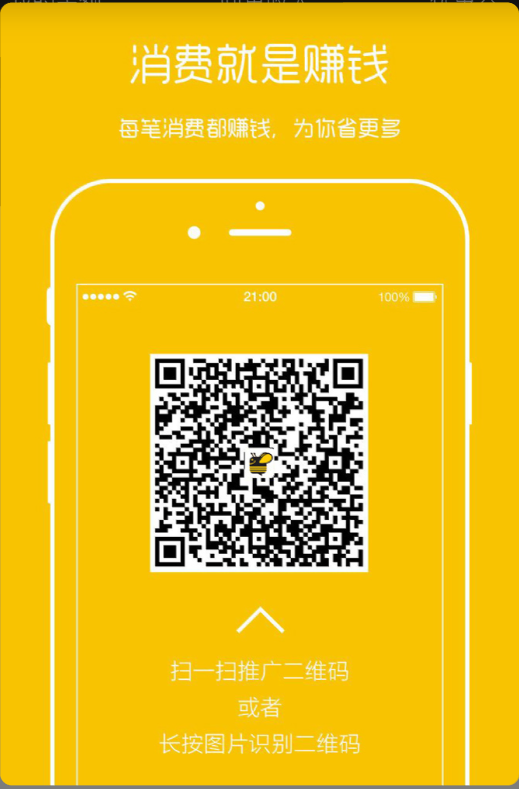 消费就是赚钱
每笔消费都赚钱，为你省更多
21:00
100%
扫一扫推广二维码
或者
长按图片识别二维码